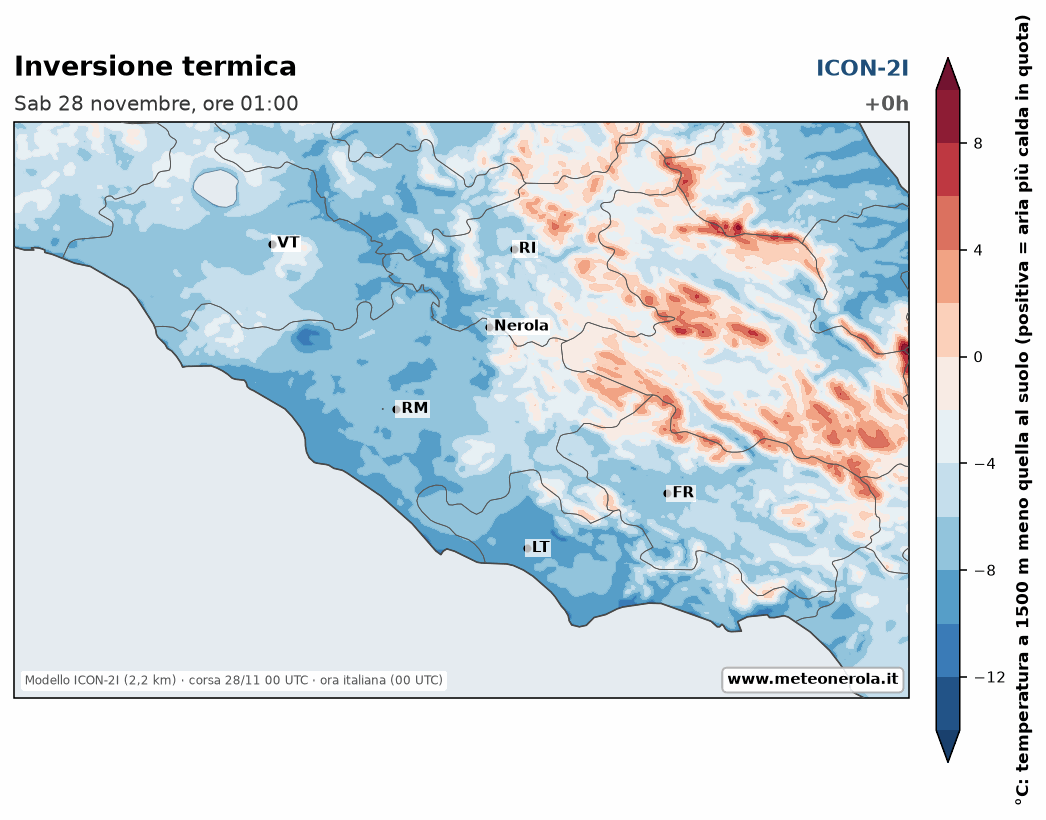 Inversione termica
ICON-2I
Sab 28 novembre, ore 01:00
+0h
VT
RI
Nerola
RM
FR
LT
Modello ICON-2I (2,2 km) · corsa 28/11 00 UTC · ora italiana (00 UTC)
www.meteonerola.it
8
4
0
−4
−8
−12
°C: temperatura a 1500 m meno quella al suolo (positiva = aria più calda in quota)